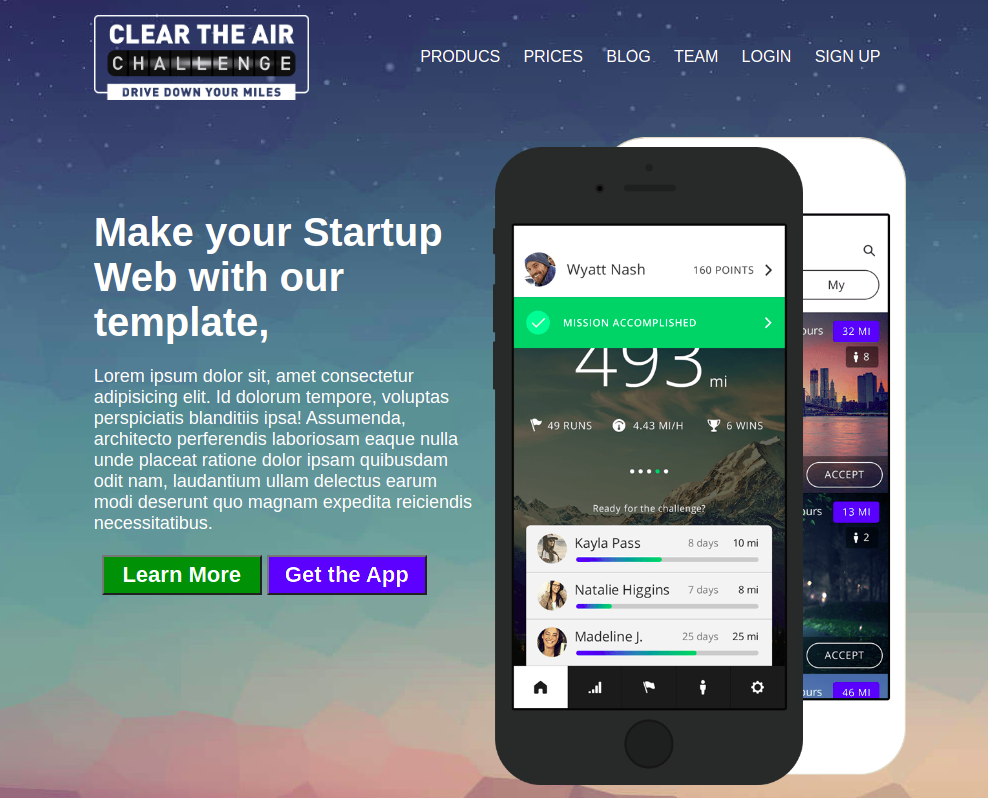 CLEAR THE AIR
CHALLENGE
DRIVE DOWN YOUR MILES
PRODUCS PRICES BLOG TEAM LOGIN SIGN UP
Make your Startup
Web with our
template,
Lorem ipsum dolor sit, amet consectetur
adipisicing elit. Id dolorum tempore, voluptas
perspiciatis blanditiis ipsa! Assumenda,
architecto perferendis laboriosam eaque nulla
unde placeat ratione dolor ipsam quibusdam
odit nam, laudantium ullam delectus earum
modi deserunt quo magnam expedita reiciendis
necessitatibus.
Learn More Get the App
Wyatt Nash 160 POINTS
MISSION ACCOMPLISHED
493 mi
49 RUNS 4.43 MI/H 6 WINS
Ready for the challenge?
Kayla Pass 8 days 10 mi
Natalie Higgins 7 days 8 mi
Madeline J. 25 days 25 mi
My
ours 32 MI
8
ACCEPT
ours 13 MI
2
ACCEPT
ours 46 MI